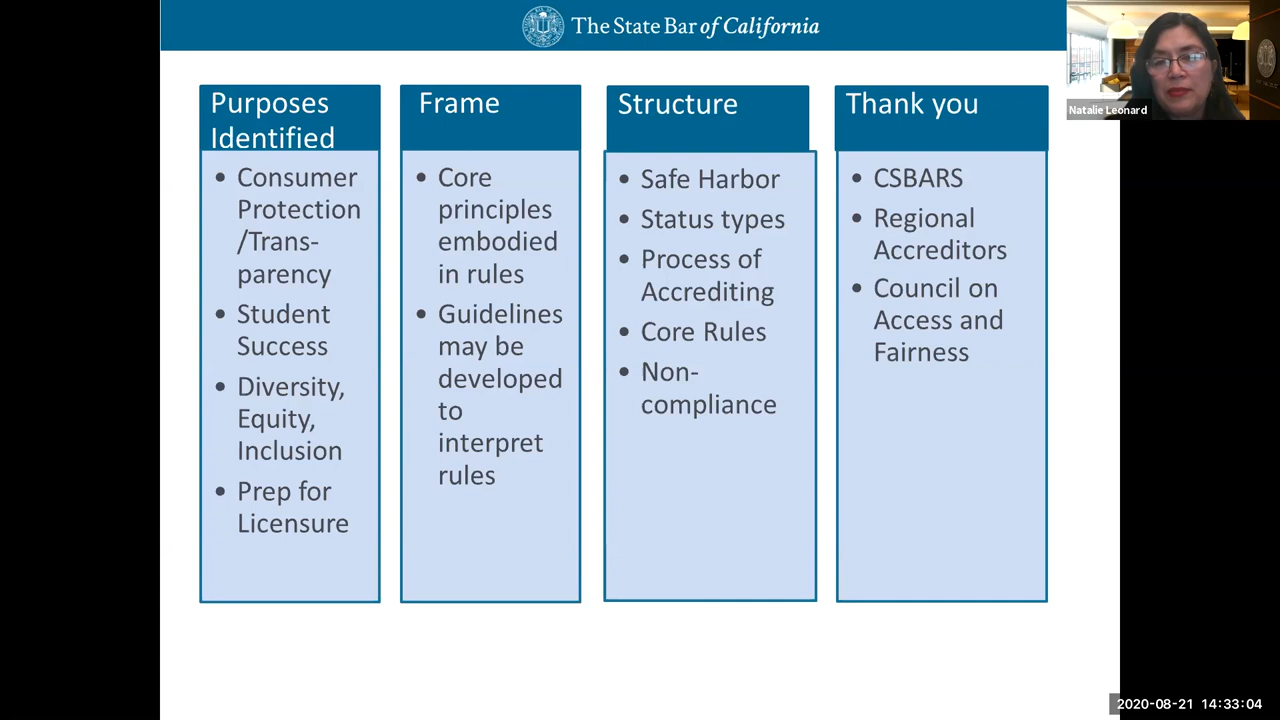 The State Bar of California
Natalie Leonard
Purposes
Identified
• Consumer
Protection
/Trans-
parency
• Student
Success
• Diversity,
Equity,
Inclusion
• Prep for
Licensure
Frame
• Core
principles
embodied
in rules
• Guidelines
may be
developed
to
interpret
rules
Structure
• Safe Harbor
• Status types
• Process of
Accrediting
• Core Rules
• Non-
compliance
Thank you
• CSBARS
• Regional
Accreditors
• Council on
Access and
Fairness
2020-08-21 14:33:04